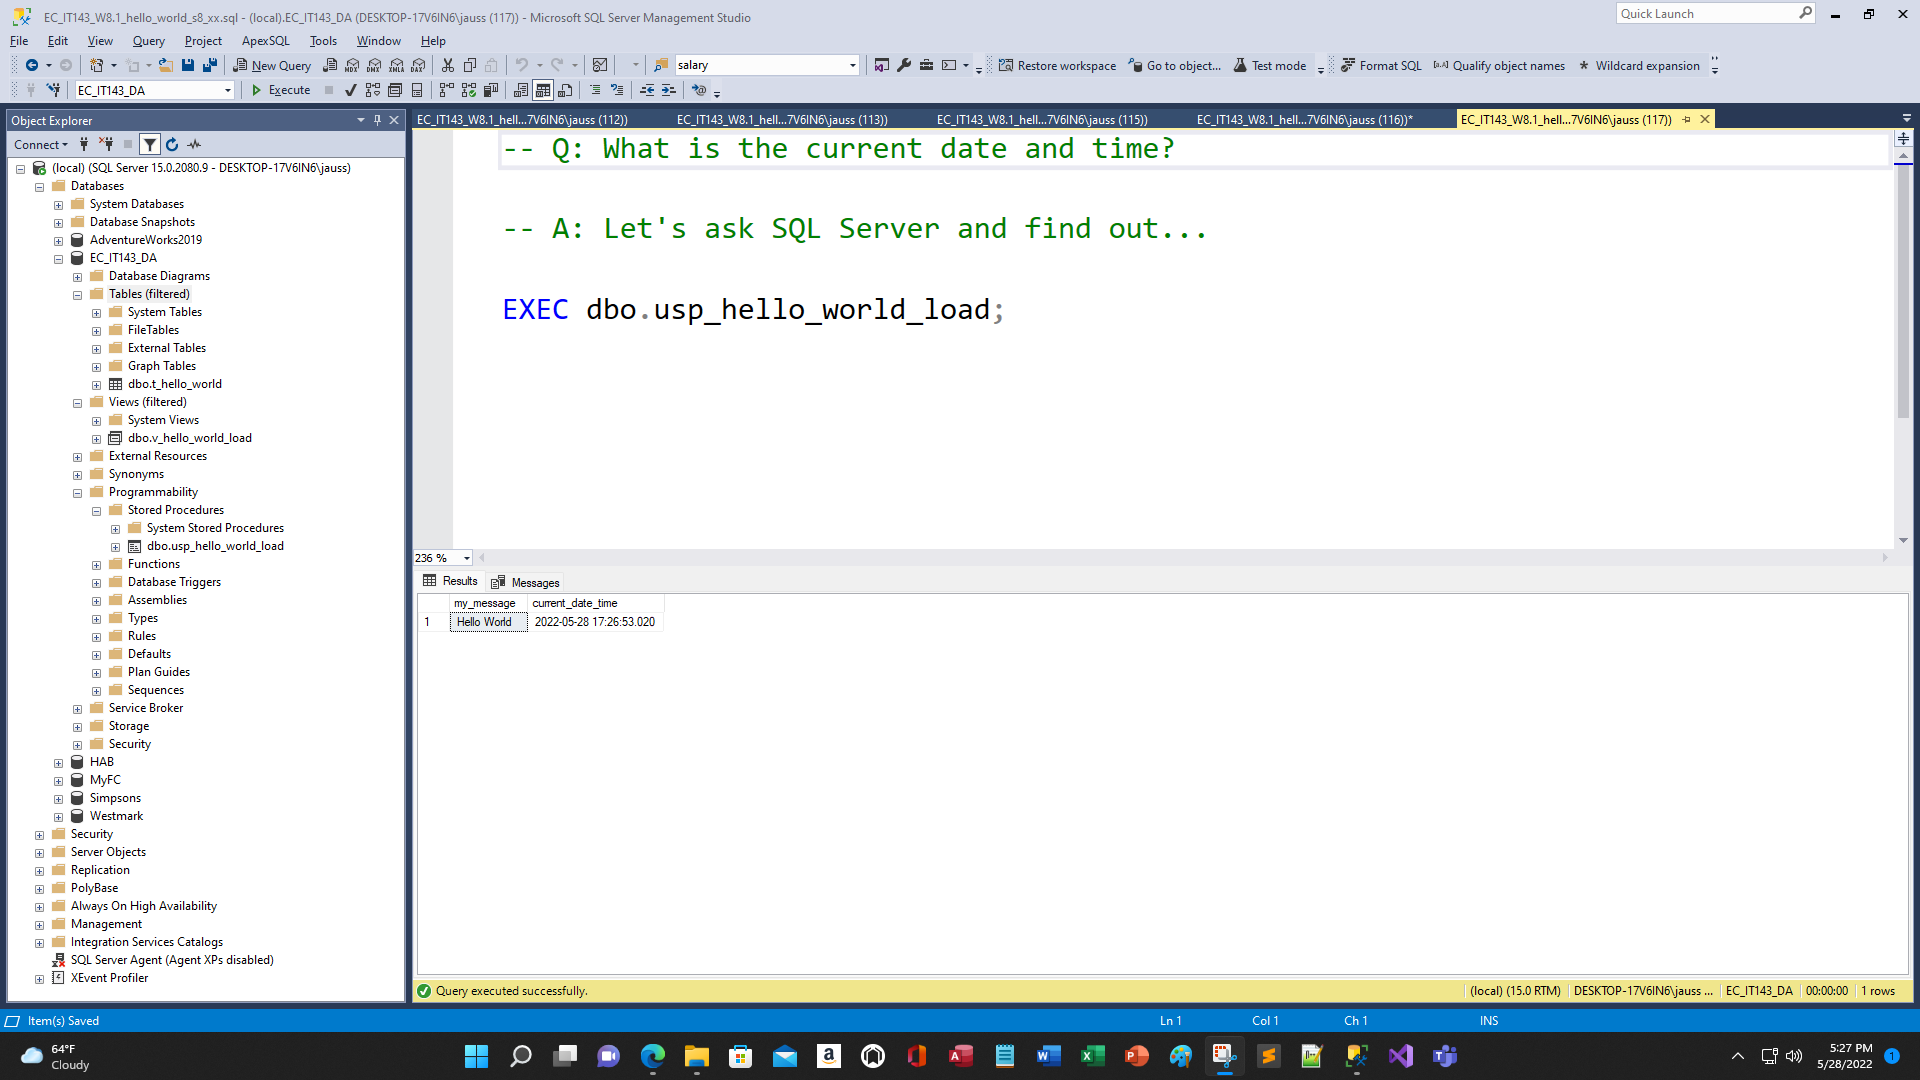 EC_IT143_W8.1_hello_world_s8_xx.sql - (local).EC_IT143_DA (DESKTOP-17V6IN6\jauss (117)) - Microsoft SQL Server Management Studio
Quick Launch
File Edit View Query Project ApexSQL Tools Window Help
New Query
MDX DMX XMLA DAX
salary
Restore workspace Go to object... Test mode Format SQL Qualify object names Wildcard expansion
EC_IT143_DA Execute
Object Explorer
Connect
(local) (SQL Server 15.0.2080.9 - DESKTOP-17V6IN6\jauss)
Databases
System Databases
Database Snapshots
AdventureWorks2019
EC_IT143_DA
Database Diagrams
Tables (filtered)
System Tables
FileTables
External Tables
Graph Tables
dbo.t_hello_world
Views (filtered)
System Views
dbo.v_hello_world_load
External Resources
Synonyms
Programmability
Stored Procedures
System Stored Procedures
dbo.usp_hello_world_load
Functions
Database Triggers
Assemblies
Types
Rules
Defaults
Plan Guides
Sequences
Service Broker
Storage
Security
HAB
MyFC
Simpsons
Westmark
Security
Server Objects
Replication
PolyBase
Always On High Availability
Management
Integration Services Catalogs
SQL Server Agent (Agent XPs disabled)
XEvent Profiler
EC_IT143_W8.1_hell...7V6IN6\jauss (112)) EC_IT143_W8.1_hell...7V6IN6\jauss (113)) EC_IT143_W8.1_hell...7V6IN6\jauss (115)) EC_IT143_W8.1_hell...7V6IN6\jauss (116))* EC_IT143_W8.1_hell...7V6IN6\jauss (117))
-- Q: What is the current date and time?
-- A: Let's ask SQL Server and find out...
EXEC dbo.usp_hello_world_load;
236 %
Results Messages
my_message current_date_time
1 Hello World 2022-05-28 17:26:53.020
Query executed successfully.
(local) (15.0 RTM) DESKTOP-17V6IN6\jauss ... EC_IT143_DA 00:00:00 1 rows
Item(s) Saved
Ln 1 Col 1 Ch 1 INS
64°F
Cloudy
5:27 PM
5/28/2022
1